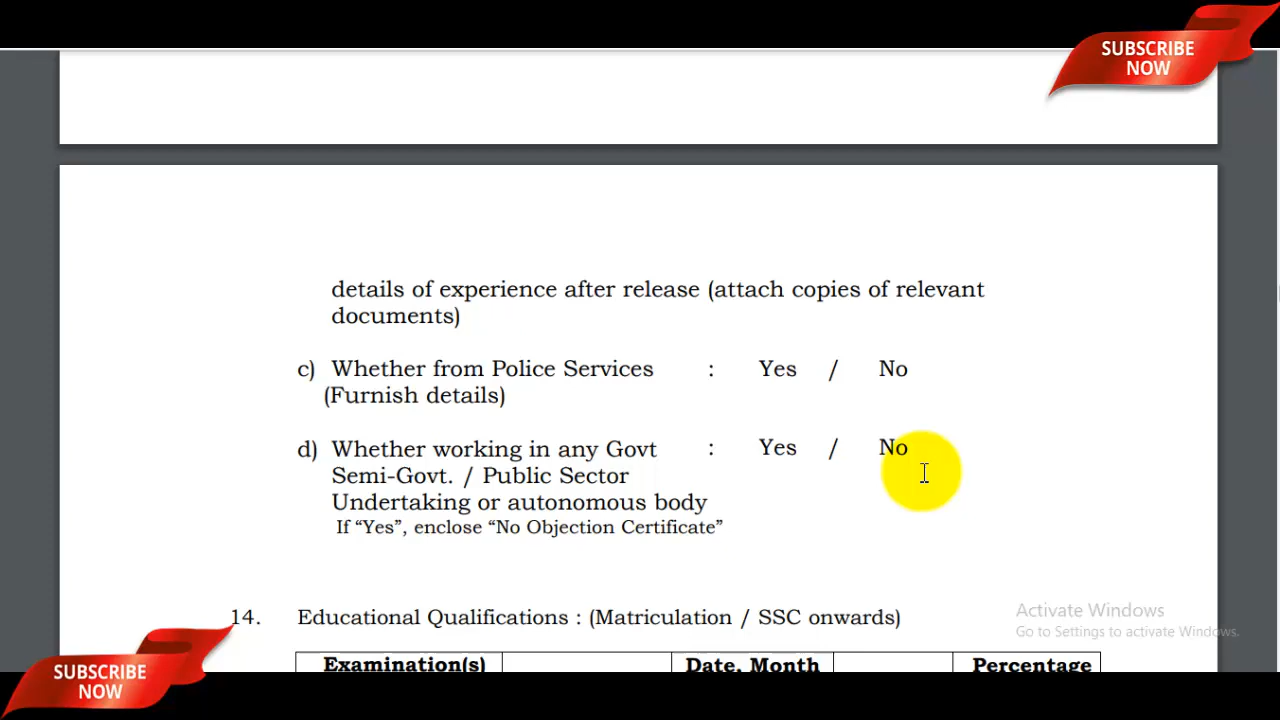 SUBSCRIBE
NOW
details of experience after release (attach copies of relevant
documents)
c) Whether from Police Services : Yes / No
(Furnish details)
d) Whether working in any Govt : Yes / No
Semi-Govt. / Public Sector
Undertaking or autonomous body
If “Yes”, enclose “No Objection Certificate”
14. Educational Qualifications : (Matriculation / SSC onwards)
Activate Windows
Go to Settings to activate Windows.
Examination(s) Date, Month Percentage
SUBSCRIBE
NOW